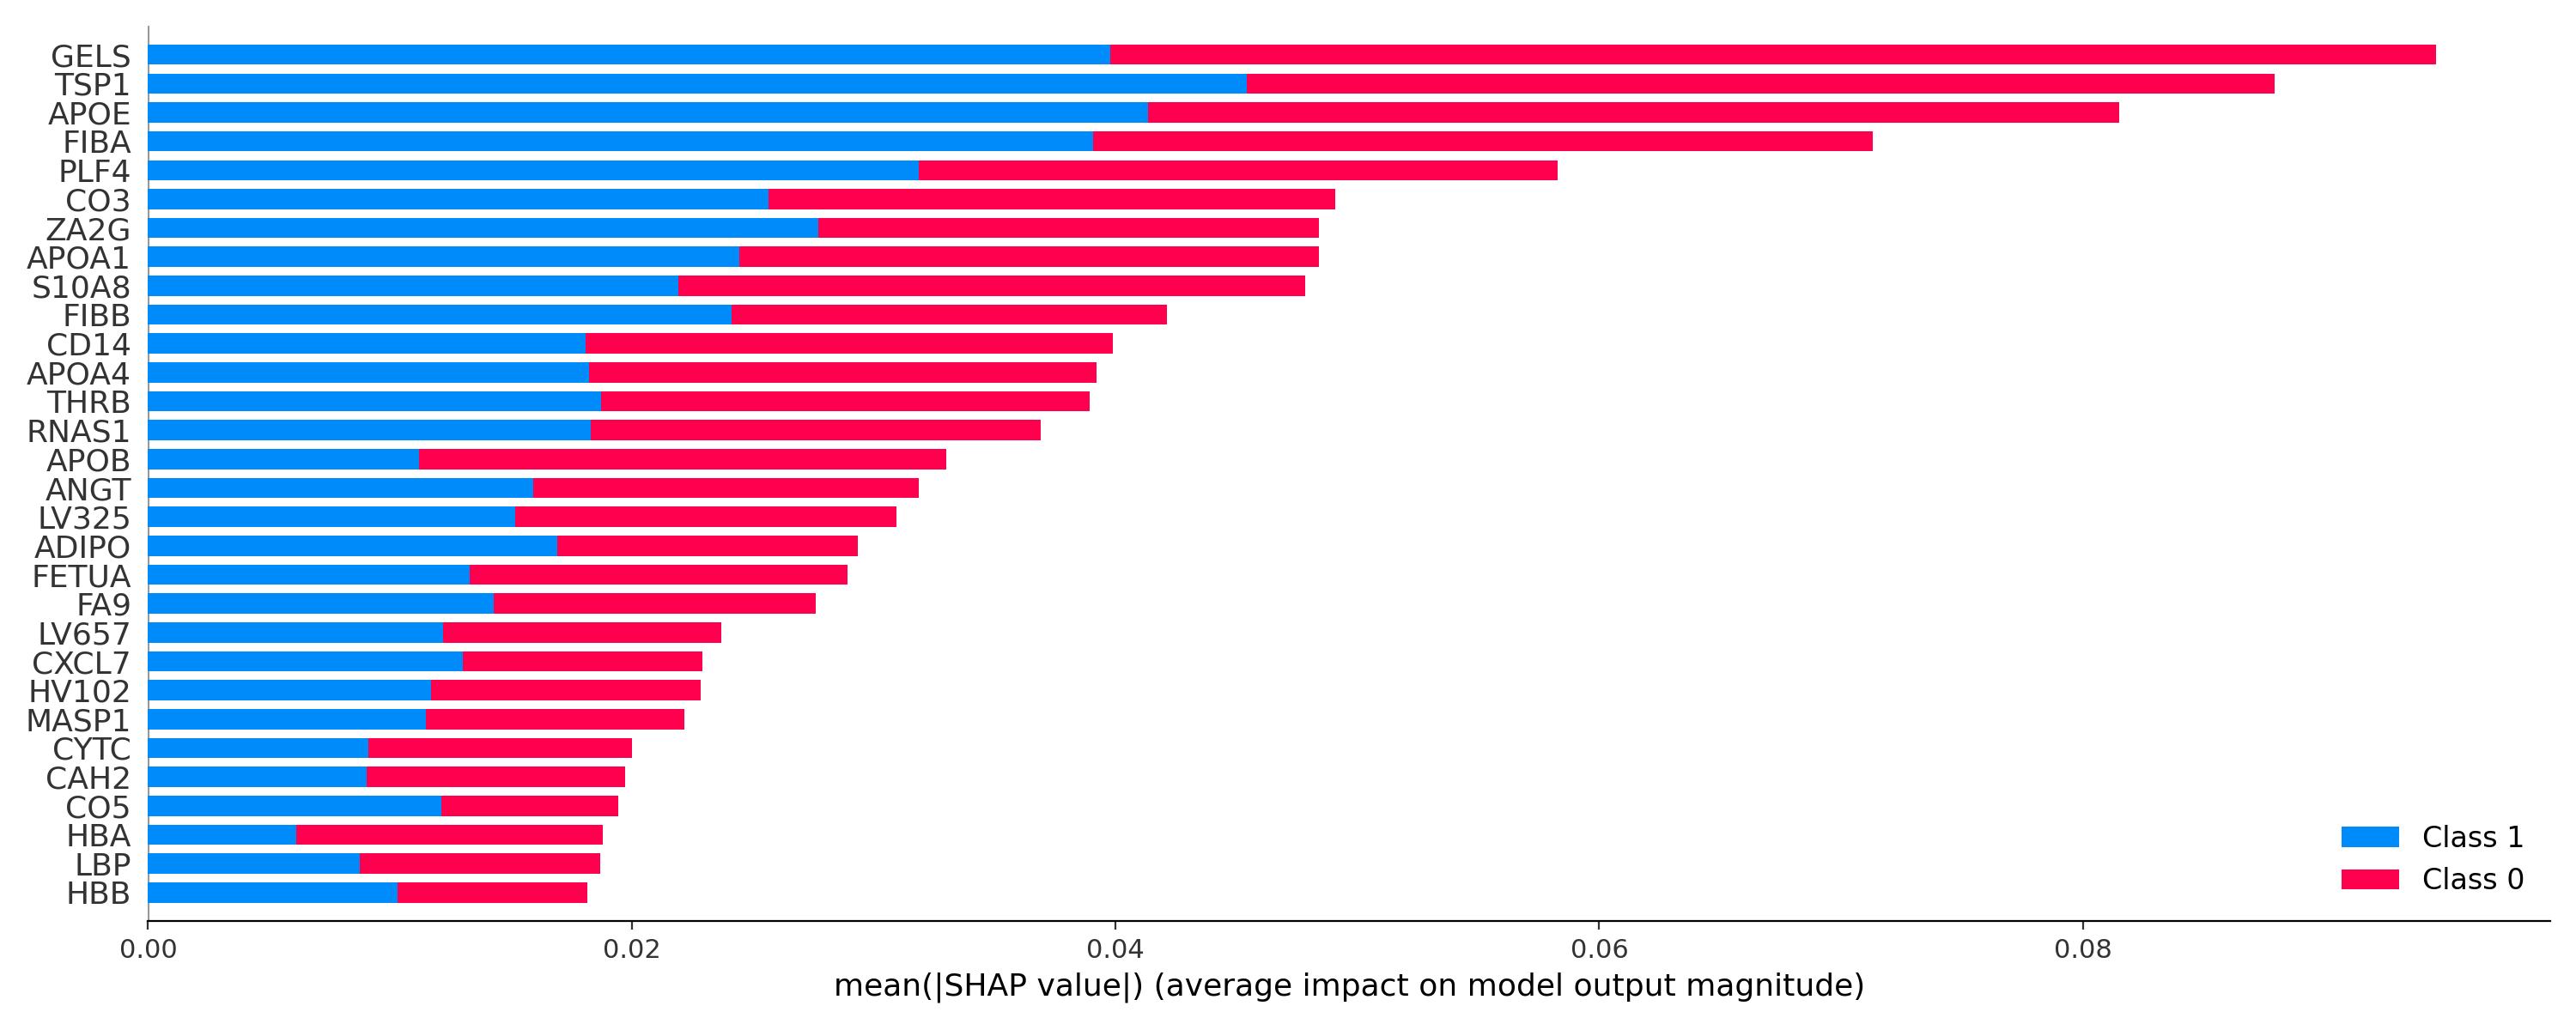 GELS
TSP1
APOE
FIBA
PLF4
CO3
ZA2G
APOA1
S10A8
FIBB
CD14
APOA4
THRB
RNAS1
APOB
ANGT
LV325
ADIPO
FETUA
FA9
LV657
CXCL7
HV102
MASP1
CYTC
CAH2
CO5
HBA
LBP
HBB
Class 1
Class 0
0.00 0.02 0.04 0.06 0.08
mean(|SHAP value|) (average impact on model output magnitude)